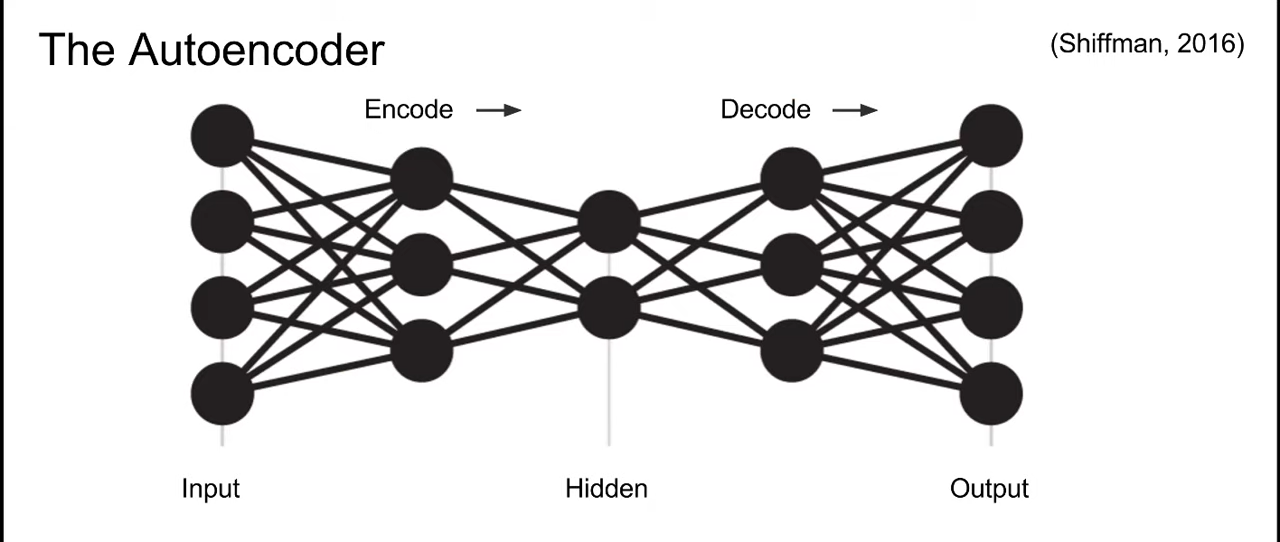 The Autoencoder
(Shiffman, 2016)
Encode
Decode
Input
Hidden
Output